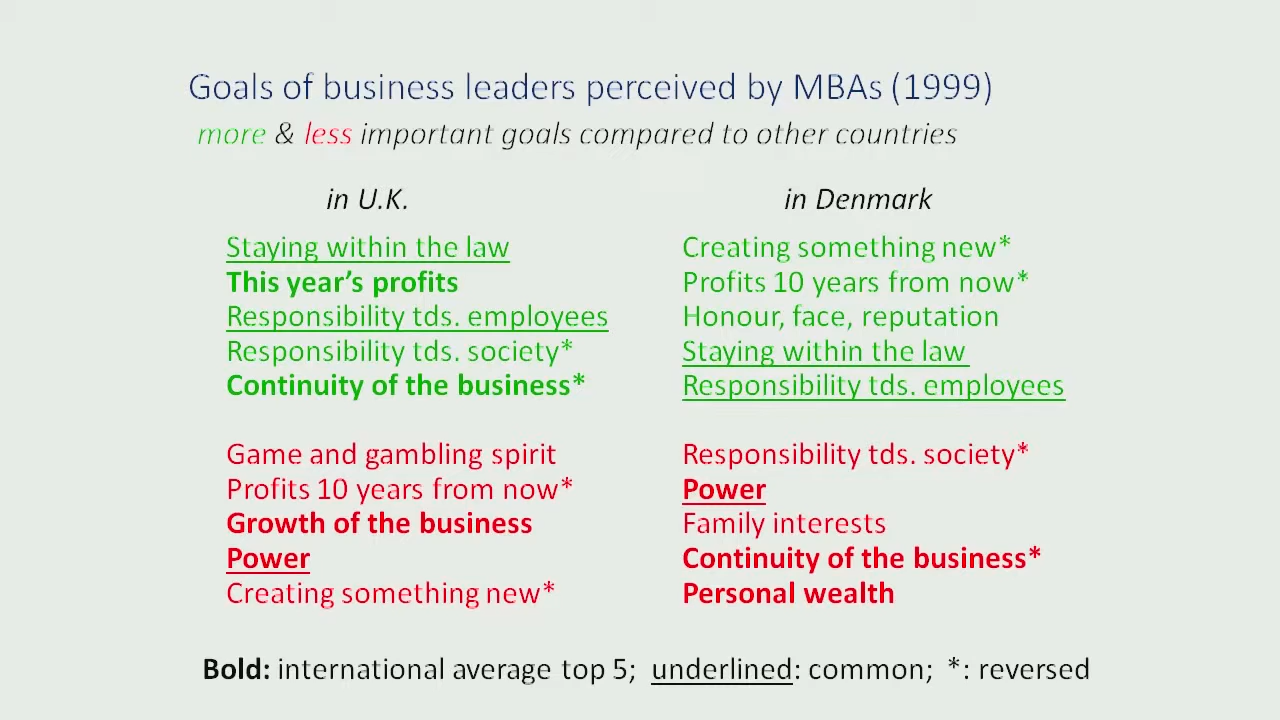 Goals of business leaders perceived by MBAs (1999)
more & less important goals compared to other countries
in U.K.
Staying within the law
This year’s profits
Responsibility tds. employees
Responsibility tds. society*
Continuity of the business*
Game and gambling spirit
Profits 10 years from now*
Growth of the business
Power
Creating something new*
in Denmark
Creating something new*
Profits 10 years from now*
Honour, face, reputation
Staying within the law
Responsibility tds. employees
Responsibility tds. society*
Power
Family interests
Continuity of the business*
Personal wealth
Bold: international average top 5; underlined: common; *: reversed